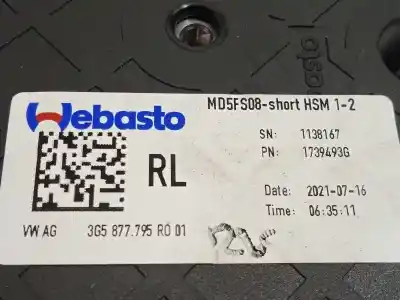 Webasto
MD5FS08-short HSM 1-2
SN: 1138167
PN: 1739493G
RL
Date: 2021-07-16
Time: 06:35:11
VW AG 3G5 877.795 RO 01